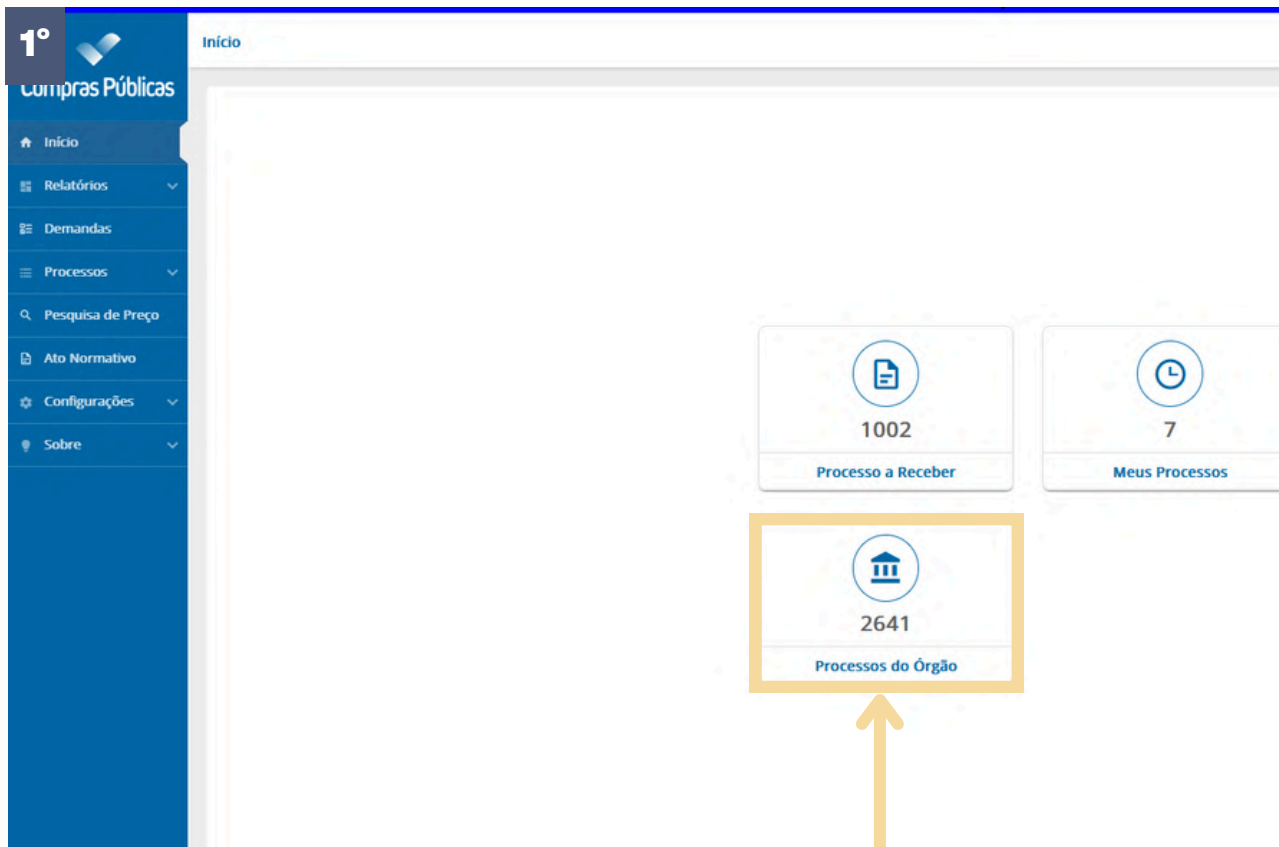 1º
Compras Públicas
Início
Início
Relatórios
Demandas
Processos
Pesquisa de Preço
Ato Normativo
Configurações
Sobre
1002
Processo a Receber
7
Meus Processos
2641
Processos do Órgão